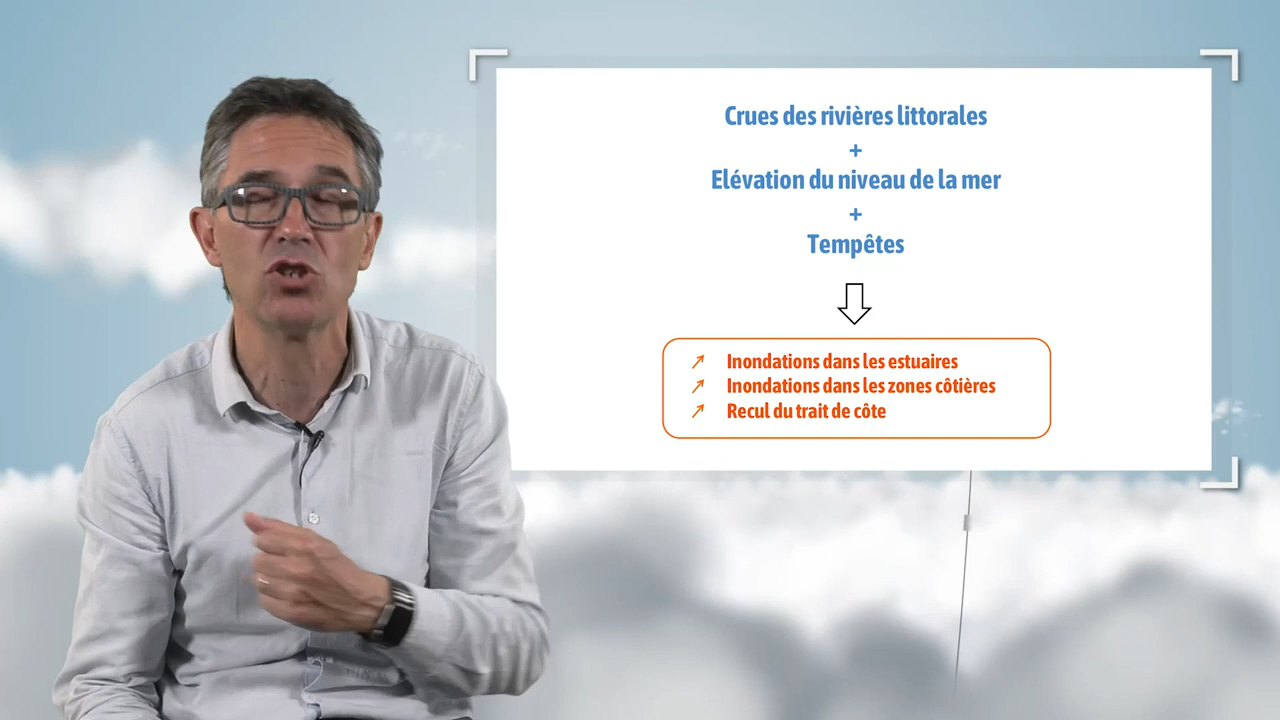 Crues des rivières littorales
+
Elévation du niveau de la mer
+
Tempêtes
↗ Inondations dans les estuaires
↗ Inondations dans les zones côtières
↗ Recul du trait de côte